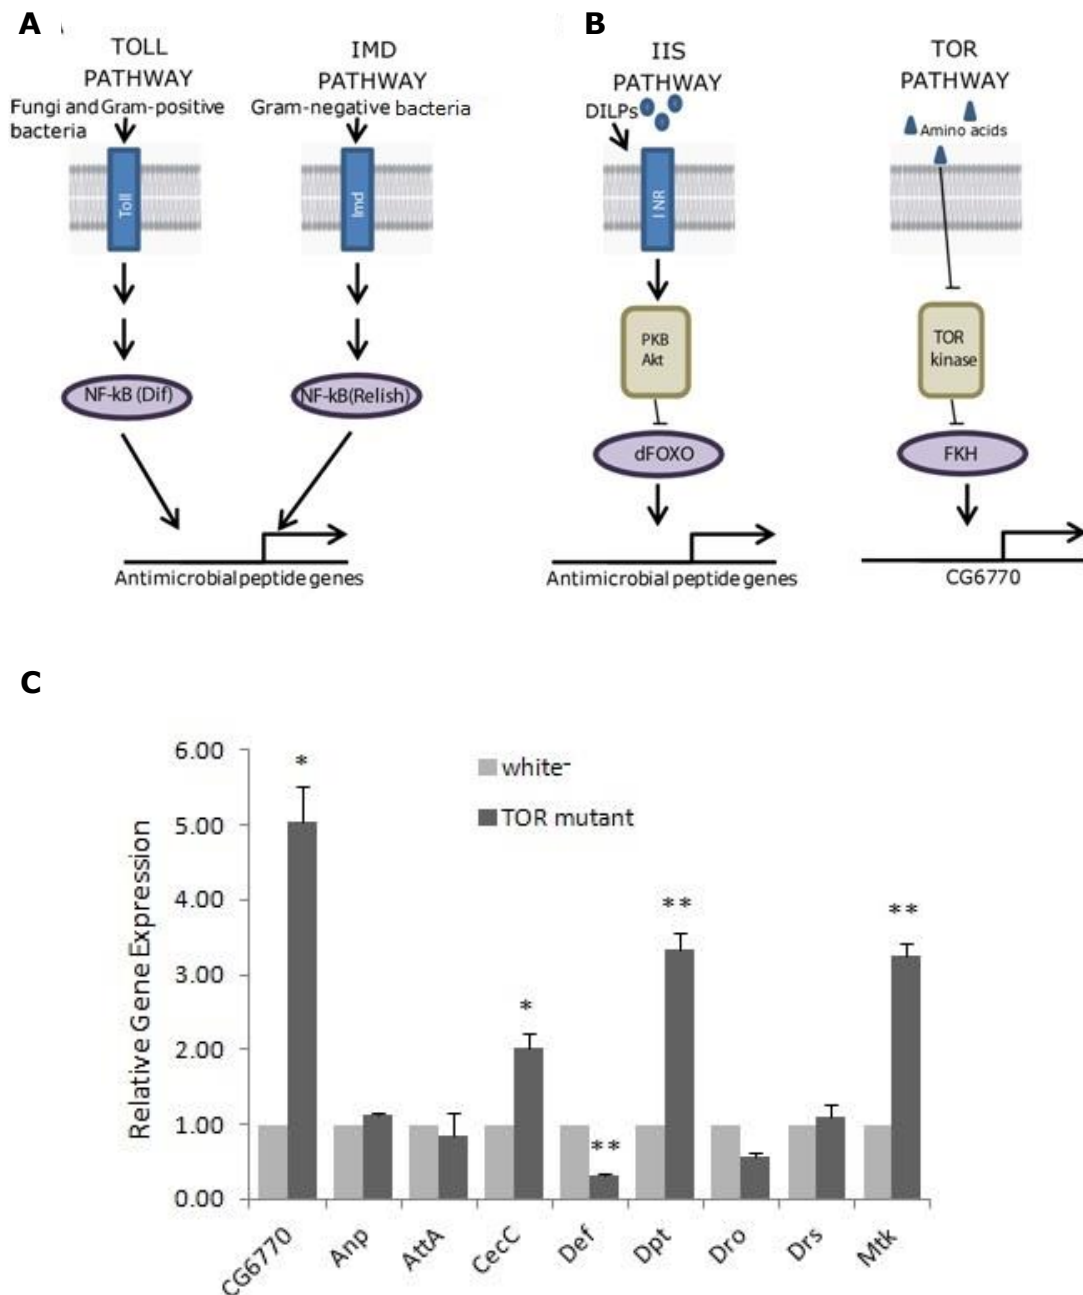 A
B
TOLL
PATHWAY
Fungi and Gram-positive
bacteria
Toll
NF-kB (Dif)
IMD
PATHWAY
Gram-negative bacteria
Imd
NF-kB(Relish)
Antimicrobial peptide genes
IIS
PATHWAY
DILPs
INR
PKB
Akt
dFOXO
Antimicrobial peptide genes
TOR
PATHWAY
Amino acids
TOR
kinase
FKH
CG6770
C
Relative Gene Expression
6.00
5.00
4.00
3.00
2.00
1.00
0.00
white-
TOR mutant
*
*
**
**
**
CG6770
Anp
AttA
CecC
Def
Dpt
Dro
Drs
Mtk